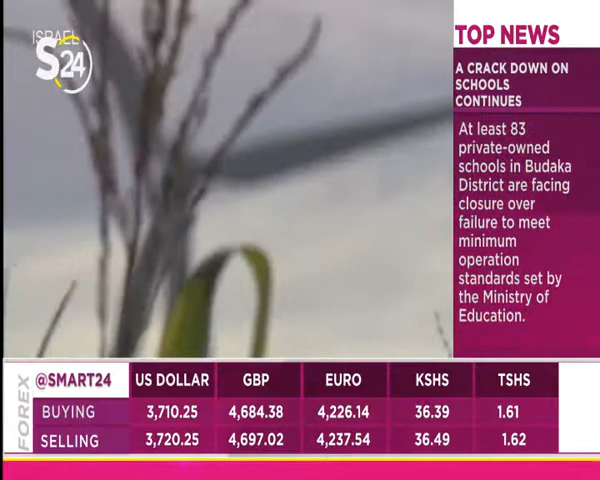 ISRAEL
S24
TOP NEWS
A CRACK DOWN ON
SCHOOLS
CONTINUES
At least 83
private-owned
schools in Budaka
District are facing
closure over
failure to meet
minimum
operation
standards set by
the Ministry of
Education.
FOREX
@SMART24 US DOLLAR GBP EURO KSHS TSHS
BUYING 3,710.25 4,684.38 4,226.14 36.39 1.61
SELLING 3,720.25 4,697.02 4,237.54 36.49 1.62